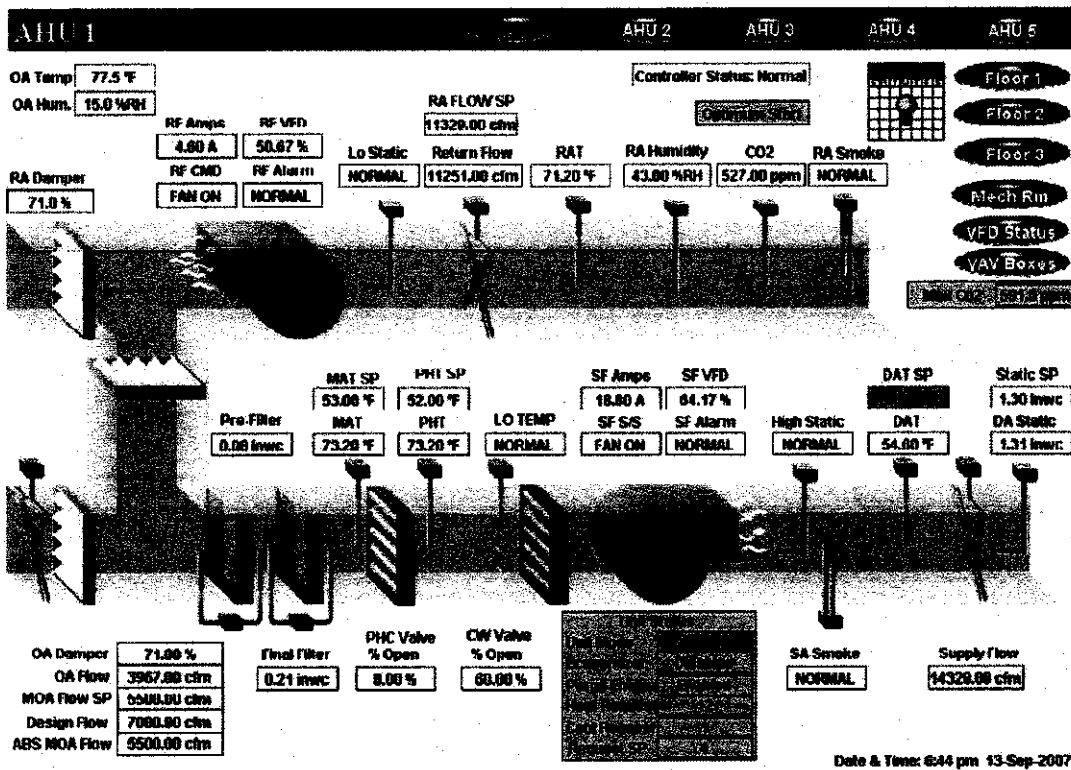 AHU 1
AHU 2
AHU 3
AHU 4
AHU 5
OA Temp 77.5 °F
OA Hum. 15.0 %RH
Controller Status: Normal
Optimum Start
Floor 1
Floor 2
Floor 3
Mech Rm
VFD Status
VAV Boxes
RA FLOW SP
11329.00 cfm
RF Amps RF VFD
4.60 A 50.67 %
RF CMD RF Alarm
FAN ON NORMAL
Lo Static Return Flow RAT RA Humidity CO2 RA Smoke
NORMAL 11251.00 cfm 71.20 °F 43.00 %RH 527.00 ppm NORMAL
RA Damper
71.0 %
MAT SP PHT SP SF Amps SF VFD DAT SP Static SP
53.00 °F 52.00 °F 18.80 A 64.17 % 1.30 inwc
Pre-Filter MAT PHT LO TEMP SF S/S SF Alarm High Static DAT DA Static
73.20 °F 73.20 °F NORMAL FAN ON NORMAL NORMAL 54.60 °F 1.31 inwc
OA Damper 71.00 %
OA Flow 3967.00 cfm
MOA Flow SP 5500.00 cfm
Design Flow 7000.00 cfm
ABS MOA Flow 5500.00 cfm
Final Filter
0.21 inwc
PHC Valve
% Open
CW Valve
% Open
60.00 %
SA Smoke
NORMAL
Supply Flow
14329.00 cfm
Date & Time: 6:44 pm 13-Sep-2007